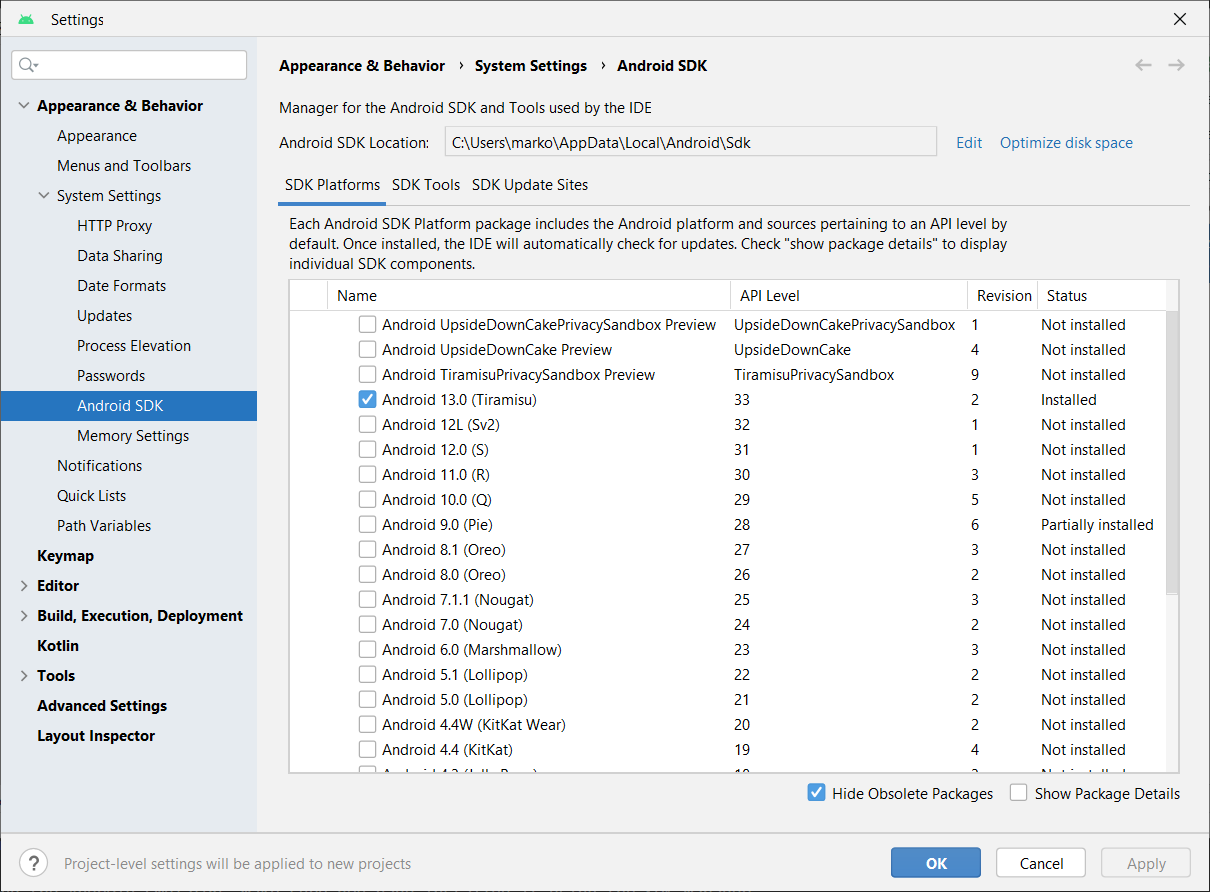 Settings
Appearance & Behavior
Appearance
Menus and Toolbars
System Settings
HTTP Proxy
Data Sharing
Date Formats
Updates
Process Elevation
Passwords
Android SDK
Memory Settings
Notifications
Quick Lists
Path Variables
Keymap
Editor
Build, Execution, Deployment
Kotlin
Tools
Advanced Settings
Layout Inspector
Appearance & Behavior › System Settings › Android SDK
Manager for the Android SDK and Tools used by the IDE
Android SDK Location: C:\Users\marko\AppData\Local\Android\Sdk Edit Optimize disk space
SDK Platforms SDK Tools SDK Update Sites
Each Android SDK Platform package includes the Android platform and sources pertaining to an API level by
default. Once installed, the IDE will automatically check for updates. Check "show package details" to display
individual SDK components.
Name API Level Revision Status
Android UpsideDownCakePrivacySandbox Preview UpsideDownCakePrivacySandbox 1 Not installed
Android UpsideDownCake Preview UpsideDownCake 4 Not installed
Android TiramisuPrivacySandbox Preview TiramisuPrivacySandbox 9 Not installed
Android 13.0 (Tiramisu) 33 2 Installed
Android 12L (Sv2) 32 1 Not installed
Android 12.0 (S) 31 1 Not installed
Android 11.0 (R) 30 3 Not installed
Android 10.0 (Q) 29 5 Not installed
Android 9.0 (Pie) 28 6 Partially installed
Android 8.1 (Oreo) 27 3 Not installed
Android 8.0 (Oreo) 26 2 Not installed
Android 7.1.1 (Nougat) 25 3 Not installed
Android 7.0 (Nougat) 24 2 Not installed
Android 6.0 (Marshmallow) 23 3 Not installed
Android 5.1 (Lollipop) 22 2 Not installed
Android 5.0 (Lollipop) 21 2 Not installed
Android 4.4W (KitKat Wear) 20 2 Not installed
Android 4.4 (KitKat) 19 4 Not installed
Hide Obsolete Packages Show Package Details
? Project-level settings will be applied to new projects
OK Cancel Apply